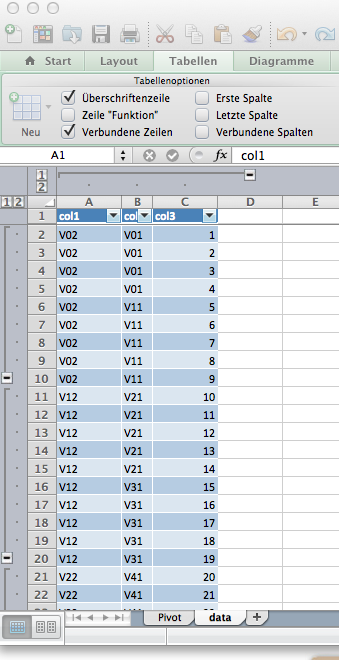 Start Layout Tabellen Diagramme
Tabellenoptionen
Neu
Überschriftenzeile Erste Spalte
Zeile "Funktion" Letzte Spalte
Verbundene Zeilen Verbundene Spalten
A1 fx col1
1
2
1 2 A B C D E
1 col1 col col3
2 V02 V01 1
3 V02 V01 2
4 V02 V01 3
5 V02 V01 4
6 V02 V11 5
7 V02 V11 6
8 V02 V11 7
9 V02 V11 8
10 V02 V11 9
11 V12 V21 10
12 V12 V21 11
13 V12 V21 12
14 V12 V21 13
15 V12 V21 14
16 V12 V31 15
17 V12 V31 16
18 V12 V31 17
19 V12 V31 18
20 V12 V31 19
21 V22 V41 20
22 V22 V41 21
Pivot data